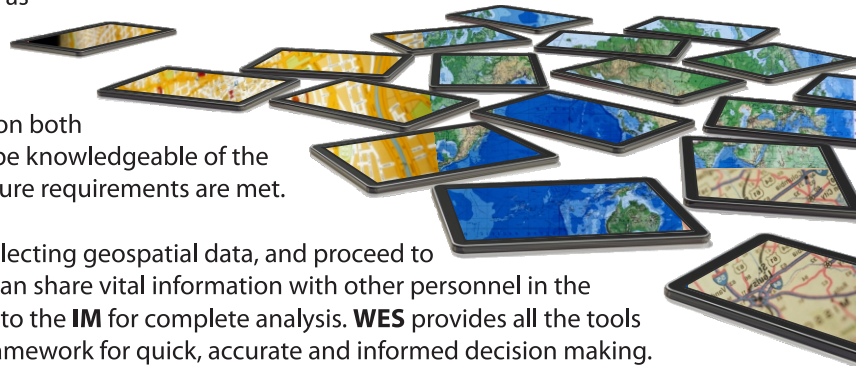 as
on both
be knowledgeable of the
ure requirements are met.
llecting geospatial data, and proceed to
an share vital information with other personnel in the
to the IM for complete analysis. WES provides all the tools
amework for quick, accurate and informed decision making.